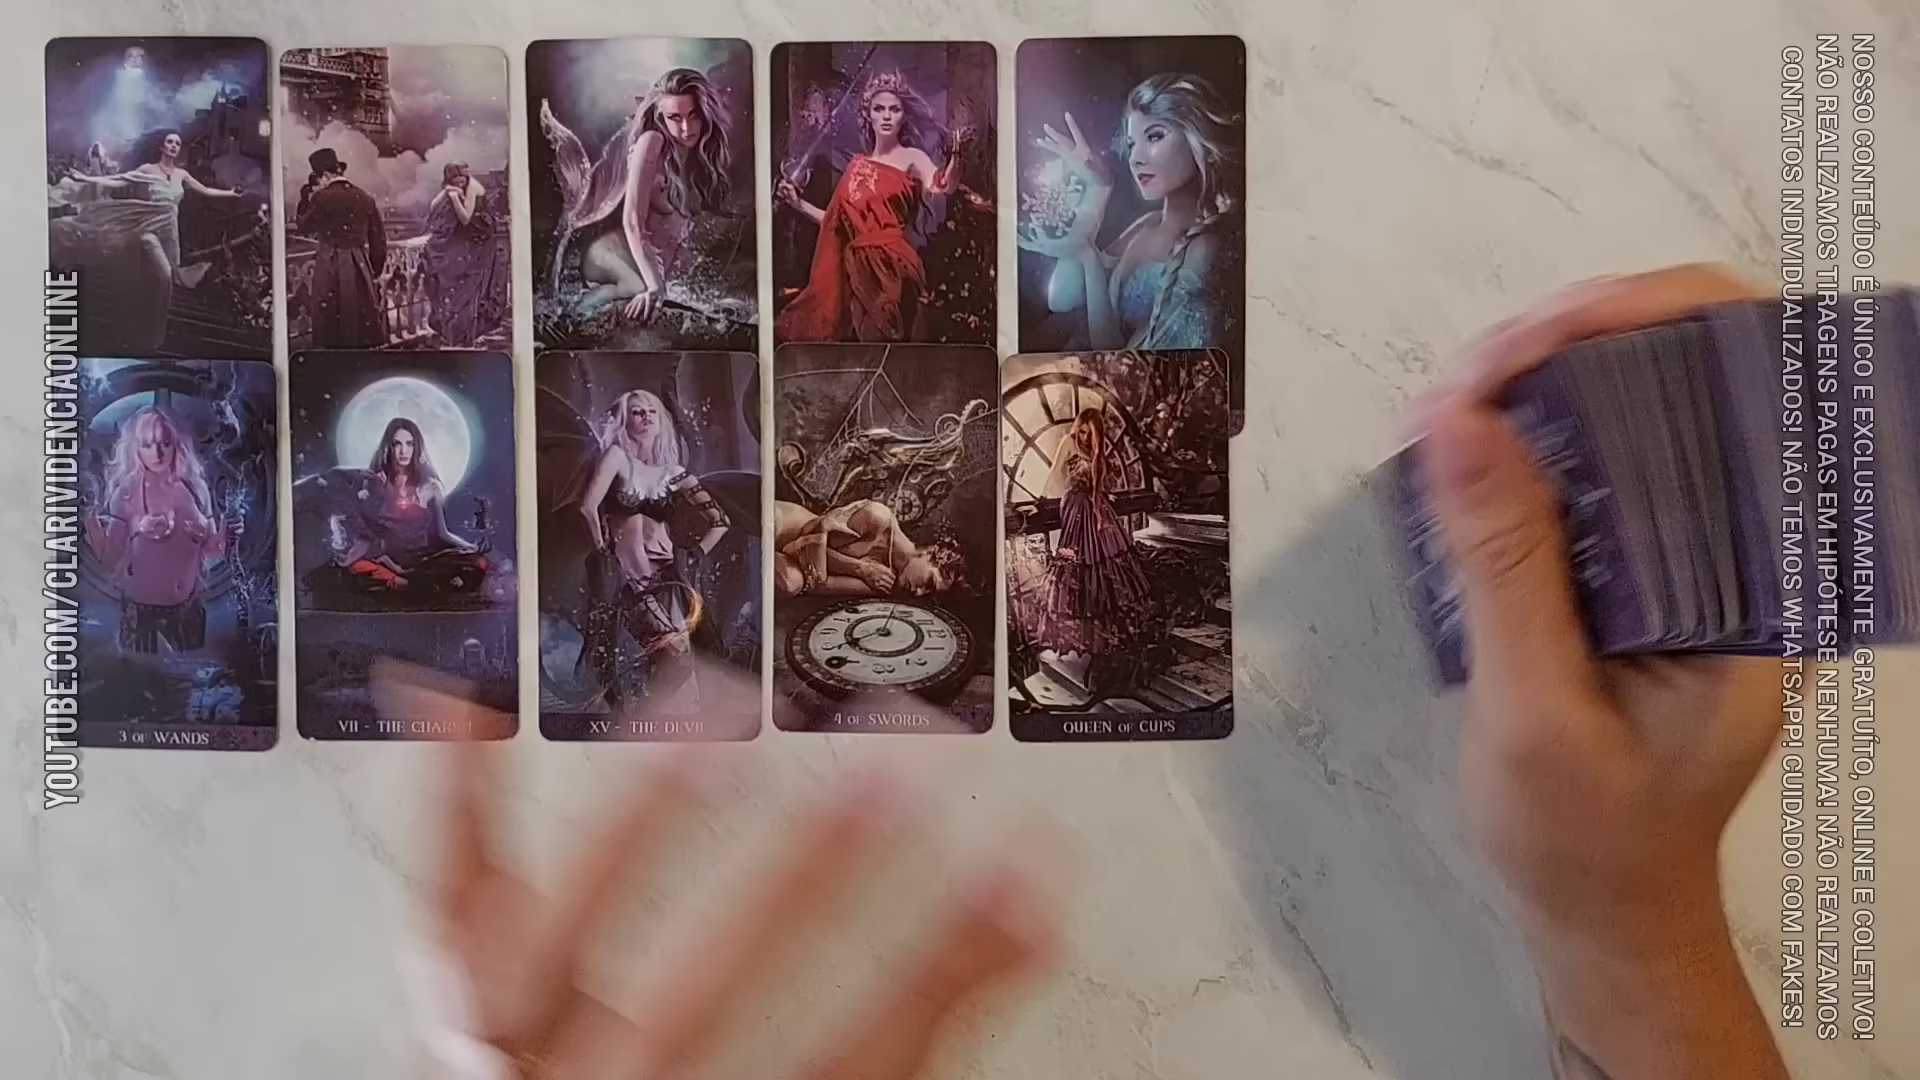 YOUTUBE.COM/CLARIVIDENCIAONLINE
3 OF WANDS
VII - THE CHARIOT
XV - THE DEVIL
4 OF SWORDS
QUEEN OF CUPS
NOSSO CONTEÚDO É ÚNICO E EXCLUSIVAMENTE GRATUÍTO, ONLINE E COLETIVO!
NÃO REALIZAMOS TIRAGENS PAGAS EM HIPÓTESE NENHUMA! NÃO REALIZAMOS
CONTATOS INDIVIDUALIZADOS! NÃO TEMOS WHATSAPP! CUIDADO COM FAKES!